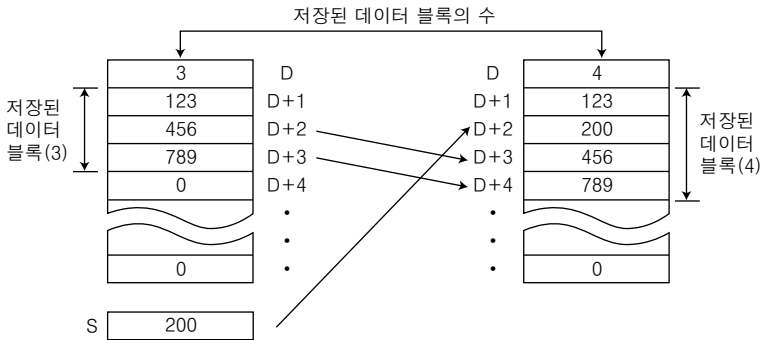 저장된 데이터 블록의 수
3 D D 4
123 D+1 D+1 123
456 D+2 D+2 200
789 D+3 D+3 456
0 D+4 D+4 789
저장된
데이터
블록(3)
저장된
데이터
블록(4)
0 0
S 200